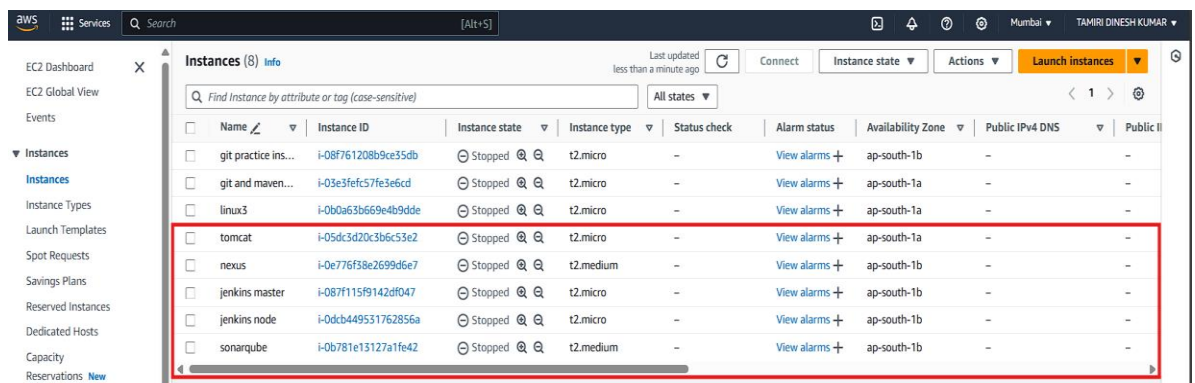 aws Services Search [Alt+S] Mumbai ▼ TAMIRI DINESH KUMAR ▼
EC2 Dashboard X
EC2 Global View
Events
▼ Instances
Instances
Instance Types
Launch Templates
Spot Requests
Savings Plans
Reserved Instances
Dedicated Hosts
Capacity
Reservations New
Instances (8) Info Last updated
less than a minute ago Connect Instance state ▼ Actions ▼ Launch instances ▼
Find Instance by attribute or tag (case-sensitive) All states ▼ < 1 >
Name Instance ID Instance state Instance type Status check Alarm status Availability Zone Public IPv4 DNS Public
git practice ins... i-08f761208b9ce35db Stopped t2.micro – View alarms + ap-south-1b – –
git and maven... i-03e3fefc57fe3e6cd Stopped t2.micro – View alarms + ap-south-1a – –
linux3 i-0b0a63b669e4b9dde Stopped t2.micro – View alarms + ap-south-1a – –
tomcat i-05dc3d20c3b6c53e2 Stopped t2.micro – View alarms + ap-south-1a – –
nexus i-0e776f38e2699d6e7 Stopped t2.medium – View alarms + ap-south-1b – –
jenkins master i-087f115f9142df047 Stopped t2.micro – View alarms + ap-south-1b – –
jenkins node i-0dcb449531762856a Stopped t2.micro – View alarms + ap-south-1b – –
sonarqube i-0b781e13127a1fe42 Stopped t2.medium – View alarms + ap-south-1b – –